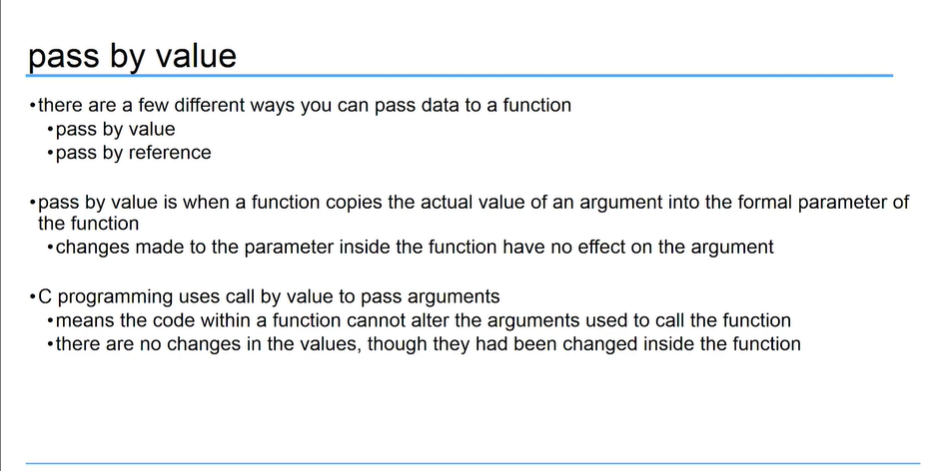 pass by value
•there are a few different ways you can pass data to a function
•pass by value
•pass by reference
•pass by value is when a function copies the actual value of an argument into the formal parameter of
the function
•changes made to the parameter inside the function have no effect on the argument
•C programming uses call by value to pass arguments
•means the code within a function cannot alter the arguments used to call the function
•there are no changes in the values, though they had been changed inside the function